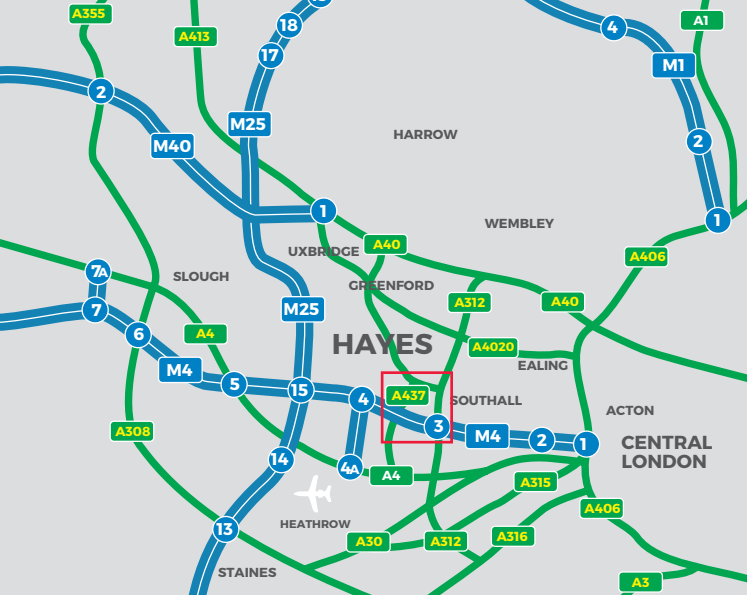 A355
A413
18
17
4
A1
M1
2
M25
HARROW
2
M40
1
1
WEMBLEY
A40
UXBRIDGE
A406
7A
SLOUGH
GREENFORD
A312
A40
7
M25
6
A4
HAYES
A4020
EALING
M4
5
15
4
A437
SOUTHALL
ACTON
A308
3
M4
2
1
CENTRAL
LONDON
14
4A
A4
A315
HEATHROW
A406
13
A30
A312
A316
STAINES
A3